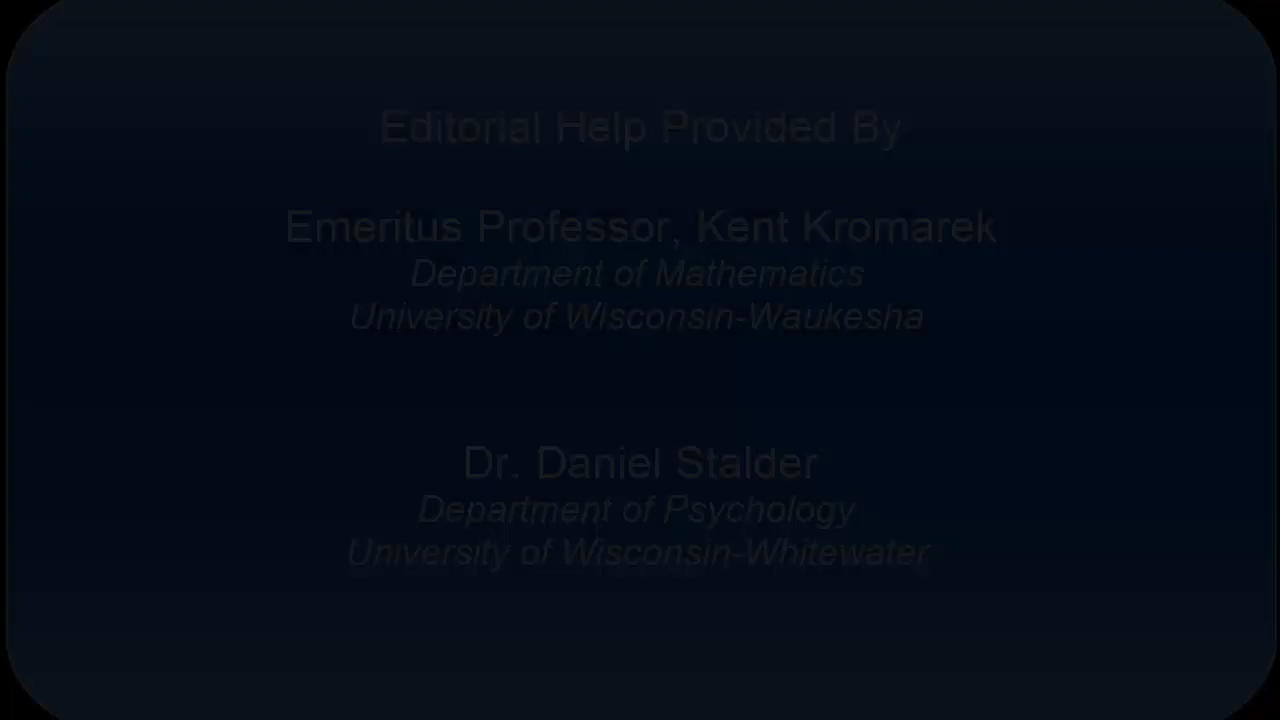 Editorial Help Provided By
Emeritus Professor, Kent Kromarek
Department of Mathematics
University of Wisconsin-Waukesha
Dr. Daniel Stalder
Department of Psychology
University of Wisconsin-Whitewater